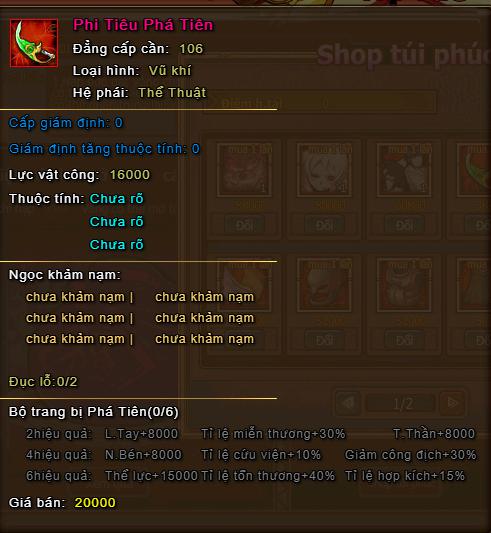 Phi Tiêu Phá Tiên
Đẳng cấp cần: 106
Loại hình: Vũ khí
Hệ phái: Thể Thuật
Shop túi phúc
Cấp giám định: 0
Giám định tăng thuộc tính: 0
Lực vật công: 16000
Thuộc tính: Chưa rõ
Chưa rõ
Chưa rõ
Ngọc khảm nạm:
chưa khảm nạm | chưa khảm nạm
chưa khảm nạm | chưa khảm nạm
chưa khảm nạm | chưa khảm nạm
Đục lỗ:0/2
1/2
Bộ trang bị Phá Tiên(0/6)
2hiệu quả: L.Tay+8000 Tỉ lệ miễn thương+30% T.Thần+8000
4hiệu quả: N.Bén+8000 Tỉ lệ cứu viện+10% Giảm công địch+30%
6hiệu quả: Thể lực+15000 Tỉ lệ tổn thương+40% Tỉ lệ hợp kích+15%
Giá bán: 20000